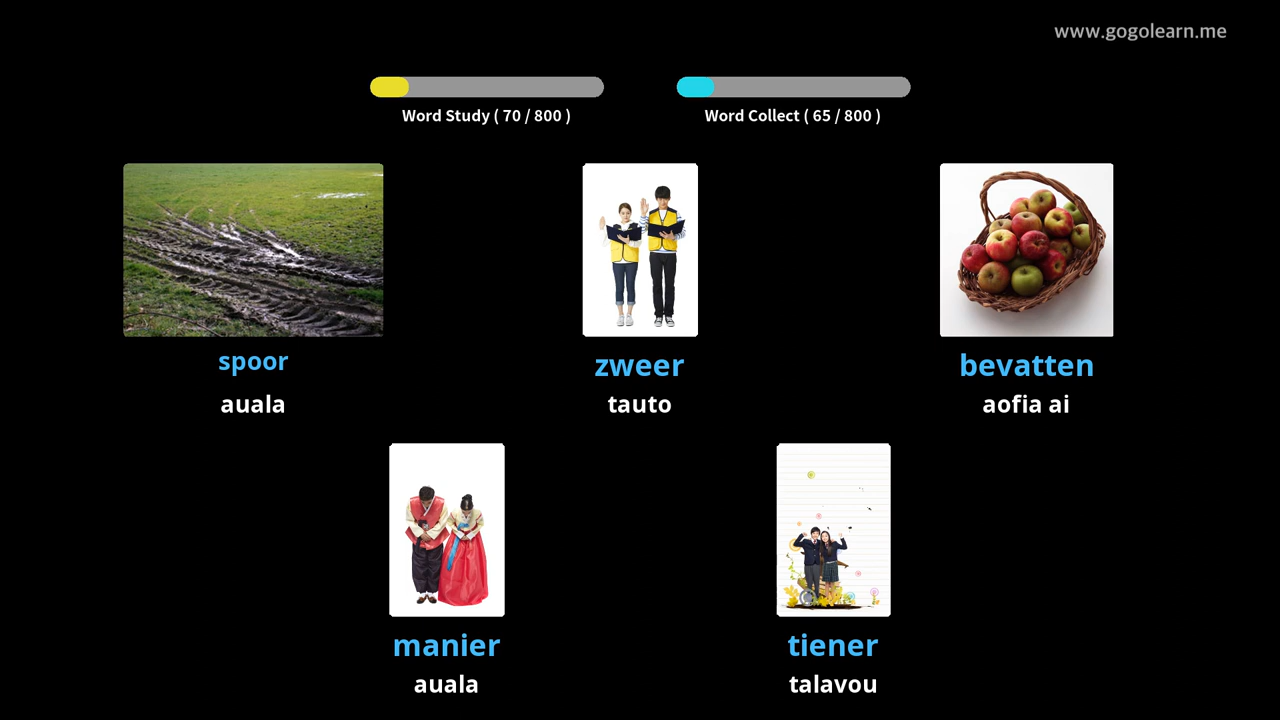 www.gogolearn.me
Word Study ( 70 / 800 )
Word Collect ( 65 / 800 )
spoor
auala
zweer
tauto
bevatten
aofia ai
manier
auala
tiener
talavou